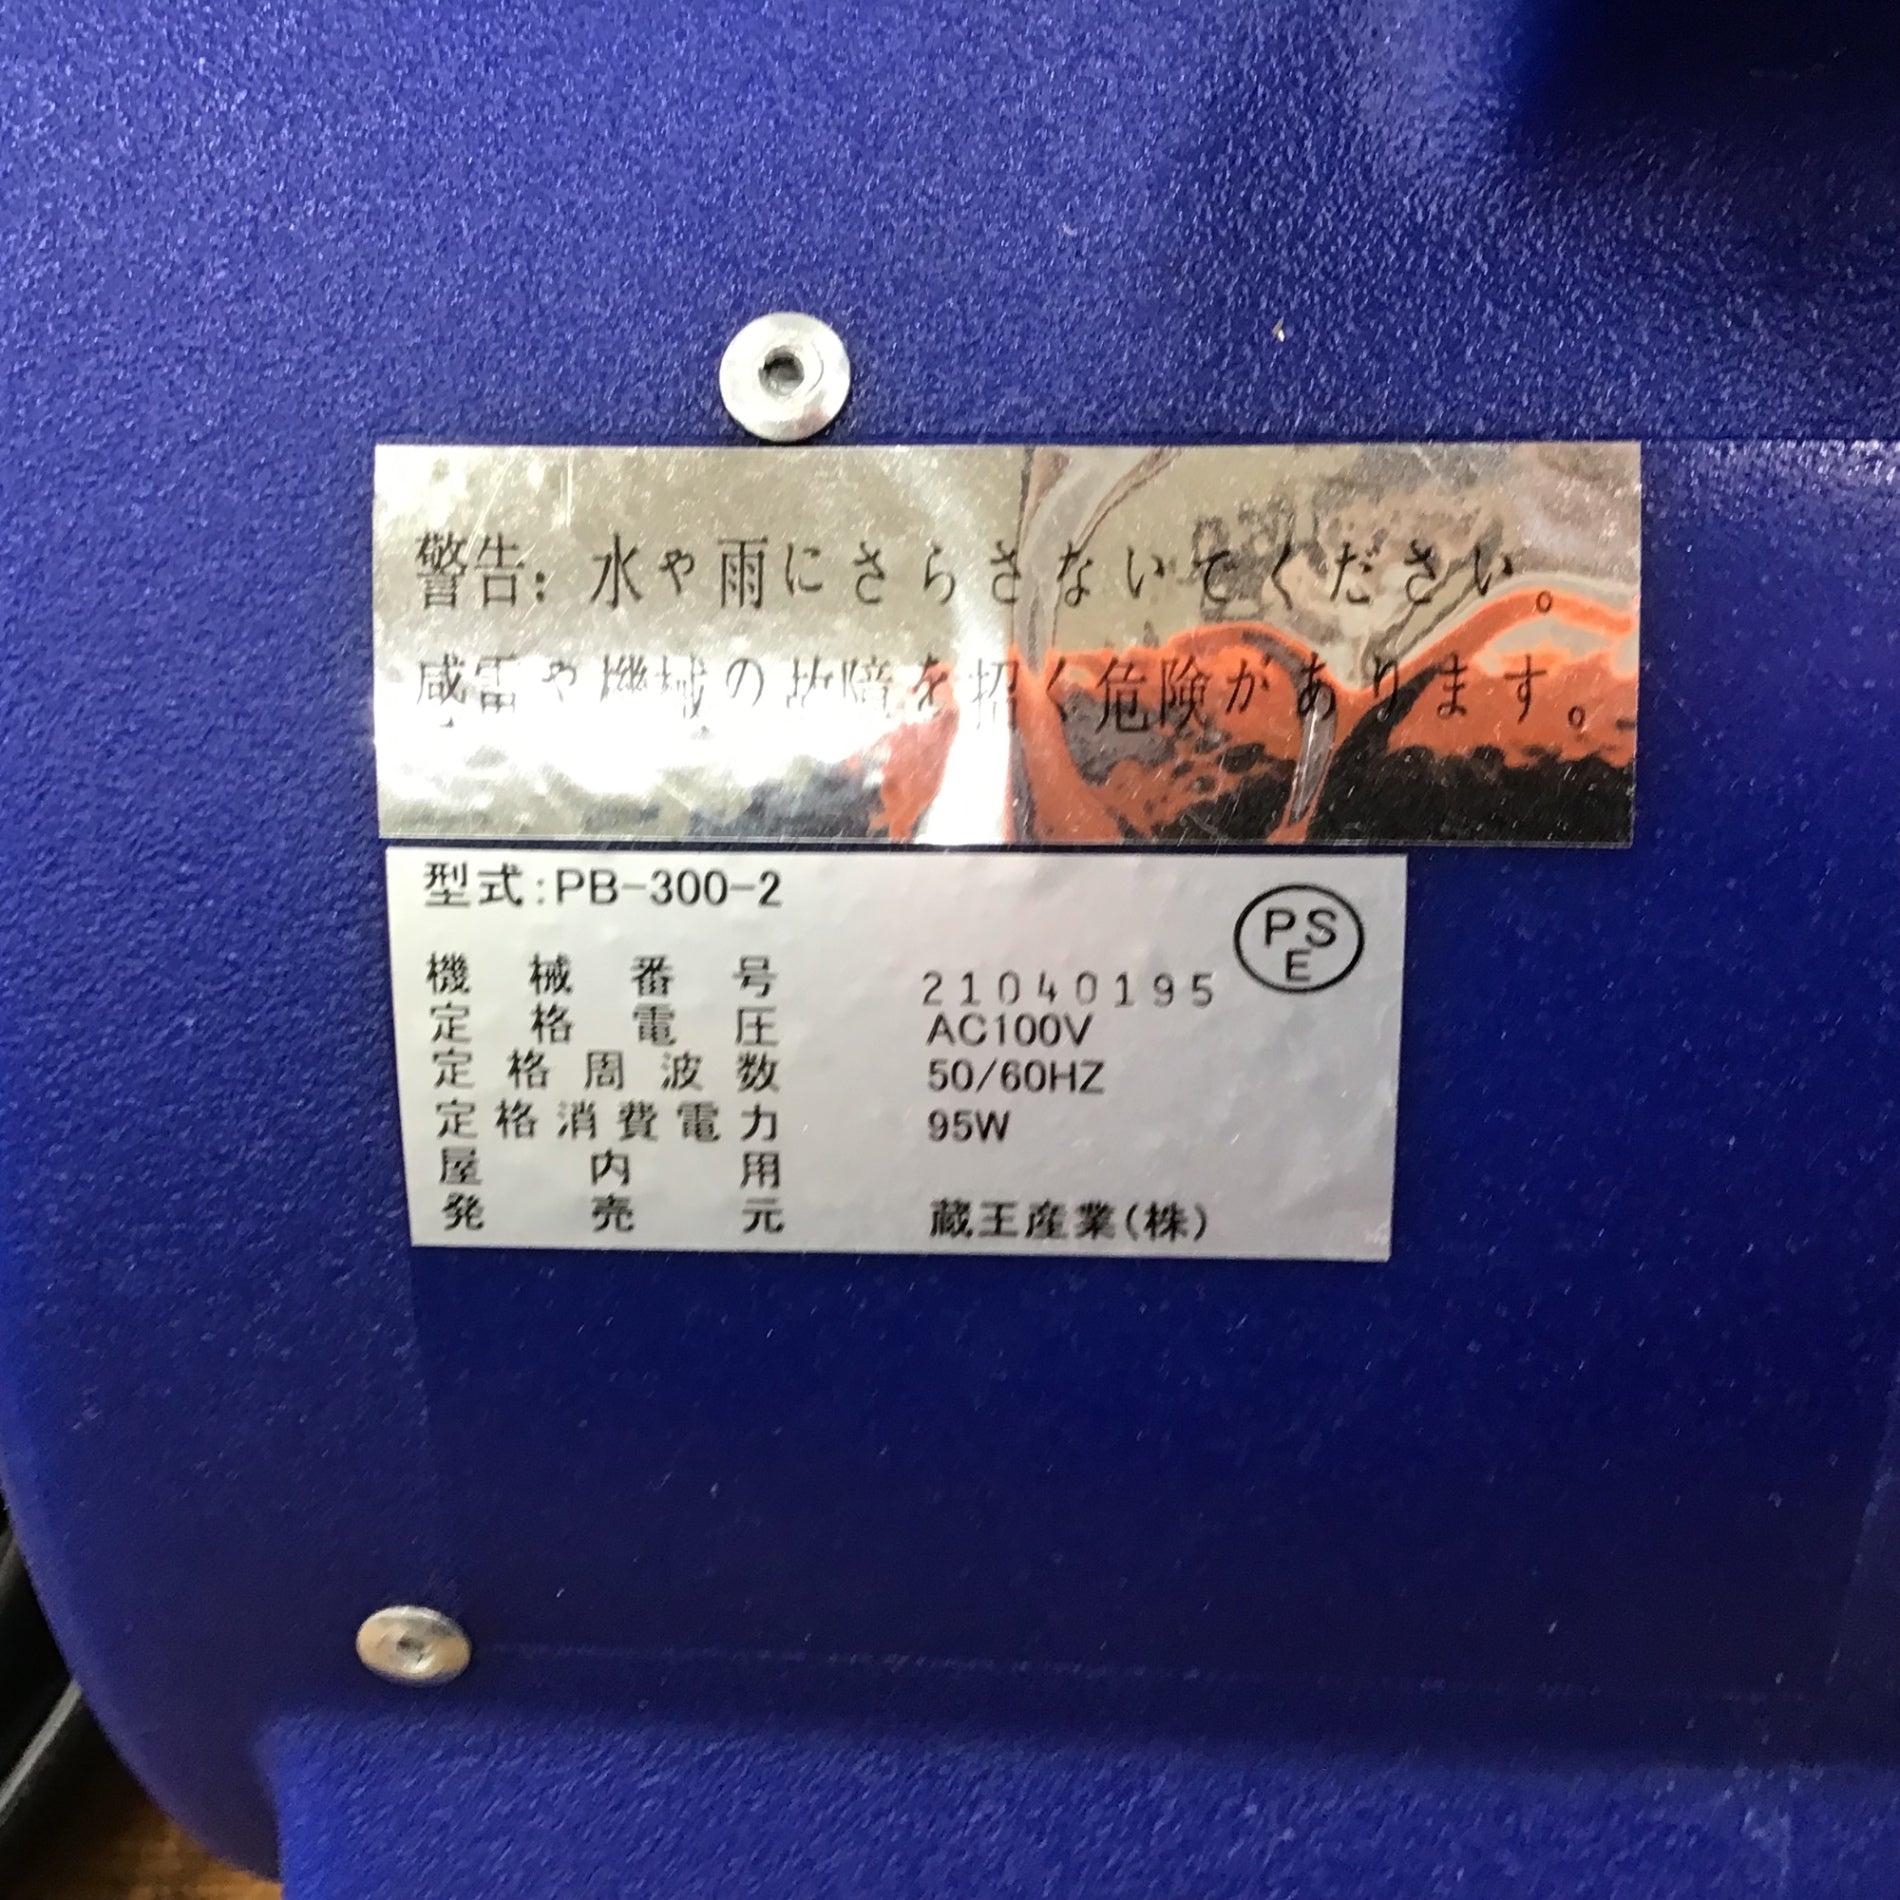 警告:水や雨にさらさないでください。
感電や機械の故障を招く危険があります。
型式:PB-300-2
PSE
機械番号 21040195
定格電圧 AC100V
定格周波数 50/60HZ
定格消費電力 95W
屋内用
発売元 蔵王産業(株)